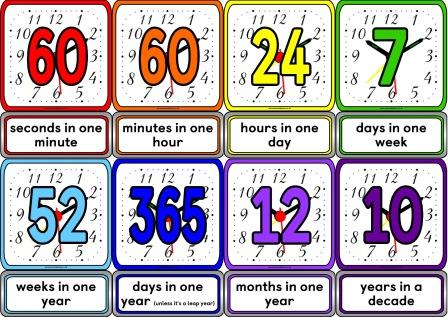 60
seconds in one
minute
60
minutes in one
hour
24
hours in one
day
7
days in one
week
52
weeks in one
year
365
days in one
year (unless it's a leap year)
12
months in one
year
10
years in a
decade